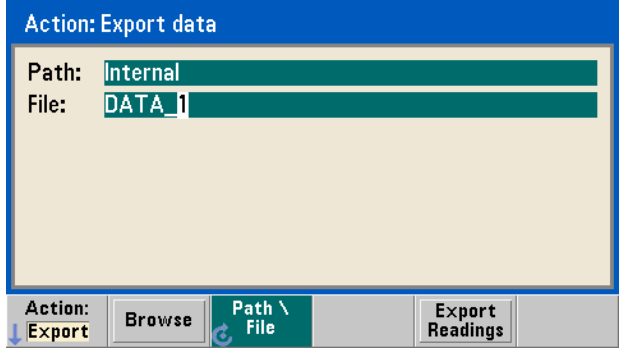 Action: Export data
Path: Internal
File: DATA_1
Action:
Export
Browse
Path \
File
Export
Readings